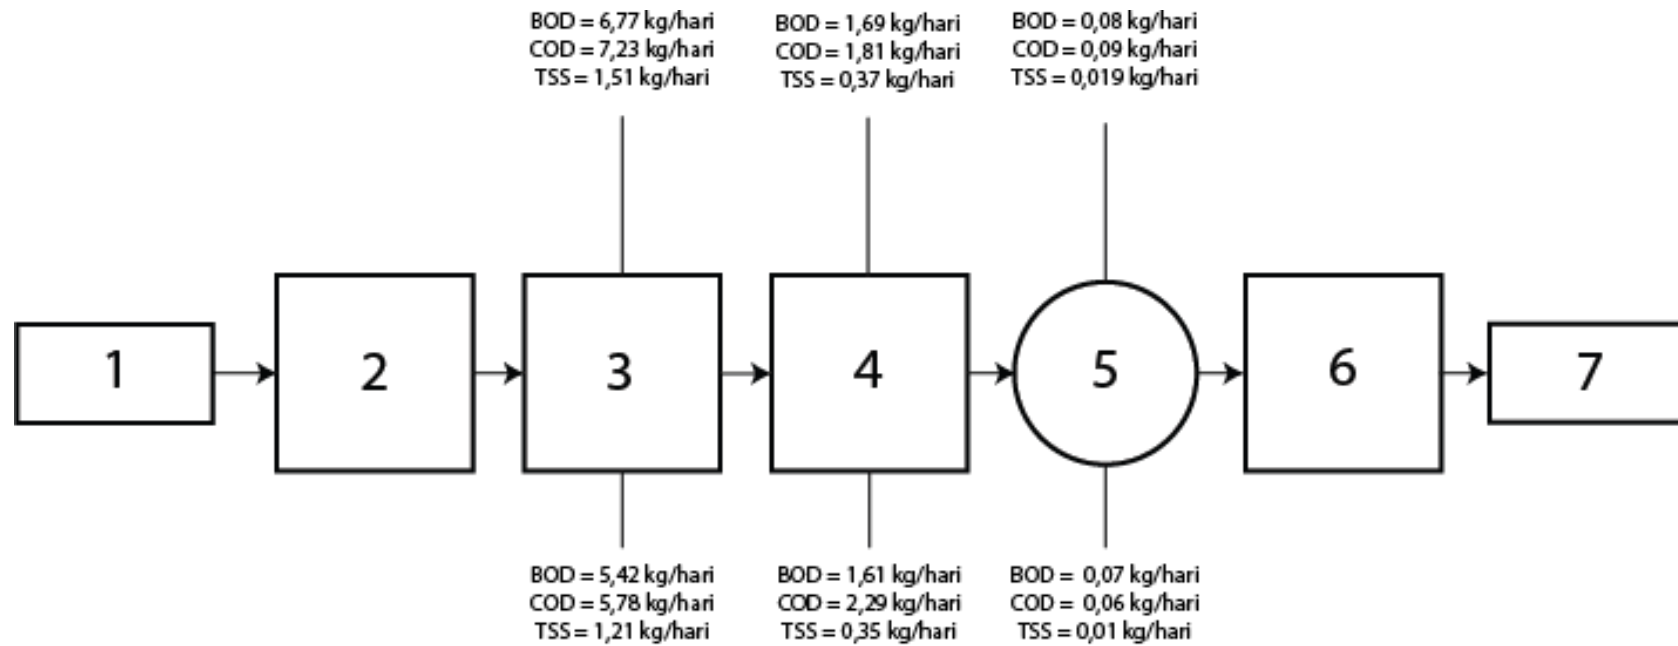 BOD = 6,77 kg/hari
COD = 7,23 kg/hari
TSS = 1,51 kg/hari
BOD = 1,69 kg/hari
COD = 1,81 kg/hari
TSS = 0,37 kg/hari
BOD = 0,08 kg/hari
COD = 0,09 kg/hari
TSS = 0,019 kg/hari
1
2
3
4
5
6
7
BOD = 5,42 kg/hari
COD = 5,78 kg/hari
TSS = 1,21 kg/hari
BOD = 1,61 kg/hari
COD = 2,29 kg/hari
TSS = 0,35 kg/hari
BOD = 0,07 kg/hari
COD = 0,06 kg/hari
TSS = 0,01 kg/hari